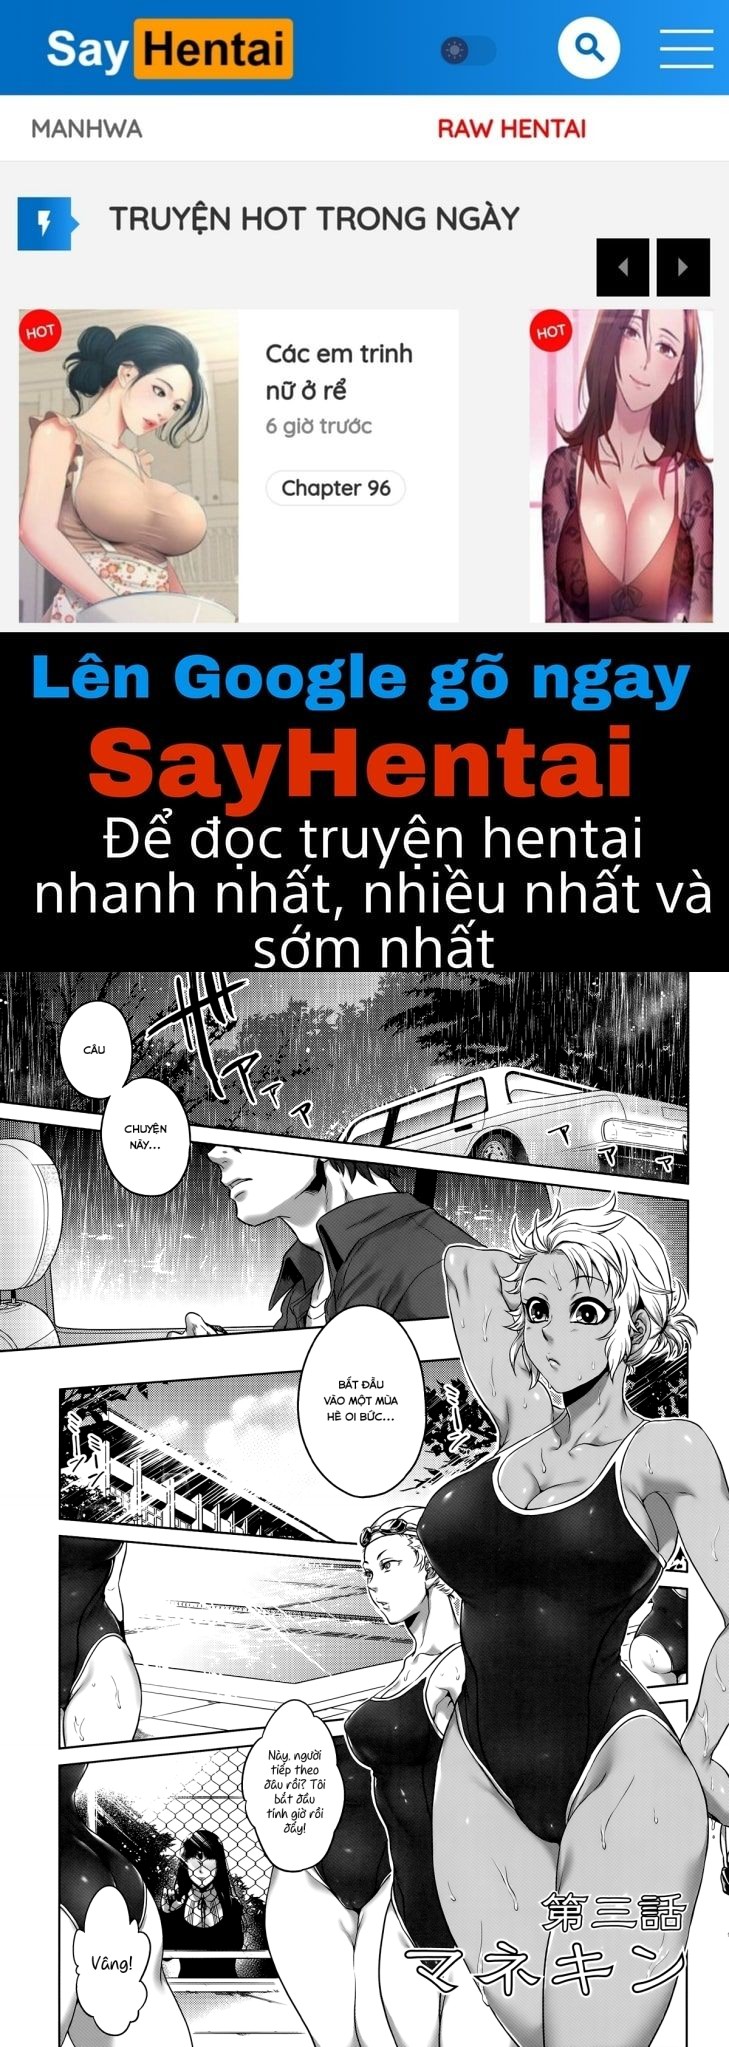 SayHentai
MANHWA
RAW HENTAI
TRUYỆN HOT TRONG NGÀY
HOT
Các em trinh
nữ ở rể
6 giờ trước
Chapter 96
HOT
Lên Google gõ ngay
SayHentai
Để đọc truyện hentai
nhanh nhất, nhiều nhất và
sớm nhất
CÂU
CHUYỆN
NÀY...
BẮT ĐẦU
VÀO MỘT MÙA
HÈ OI BỨC...
Này, người
tiếp theo
đâu rồi? Tôi
bắt đầu
tính giờ rồi
đấy!
Vâng!
第三話
マネキン